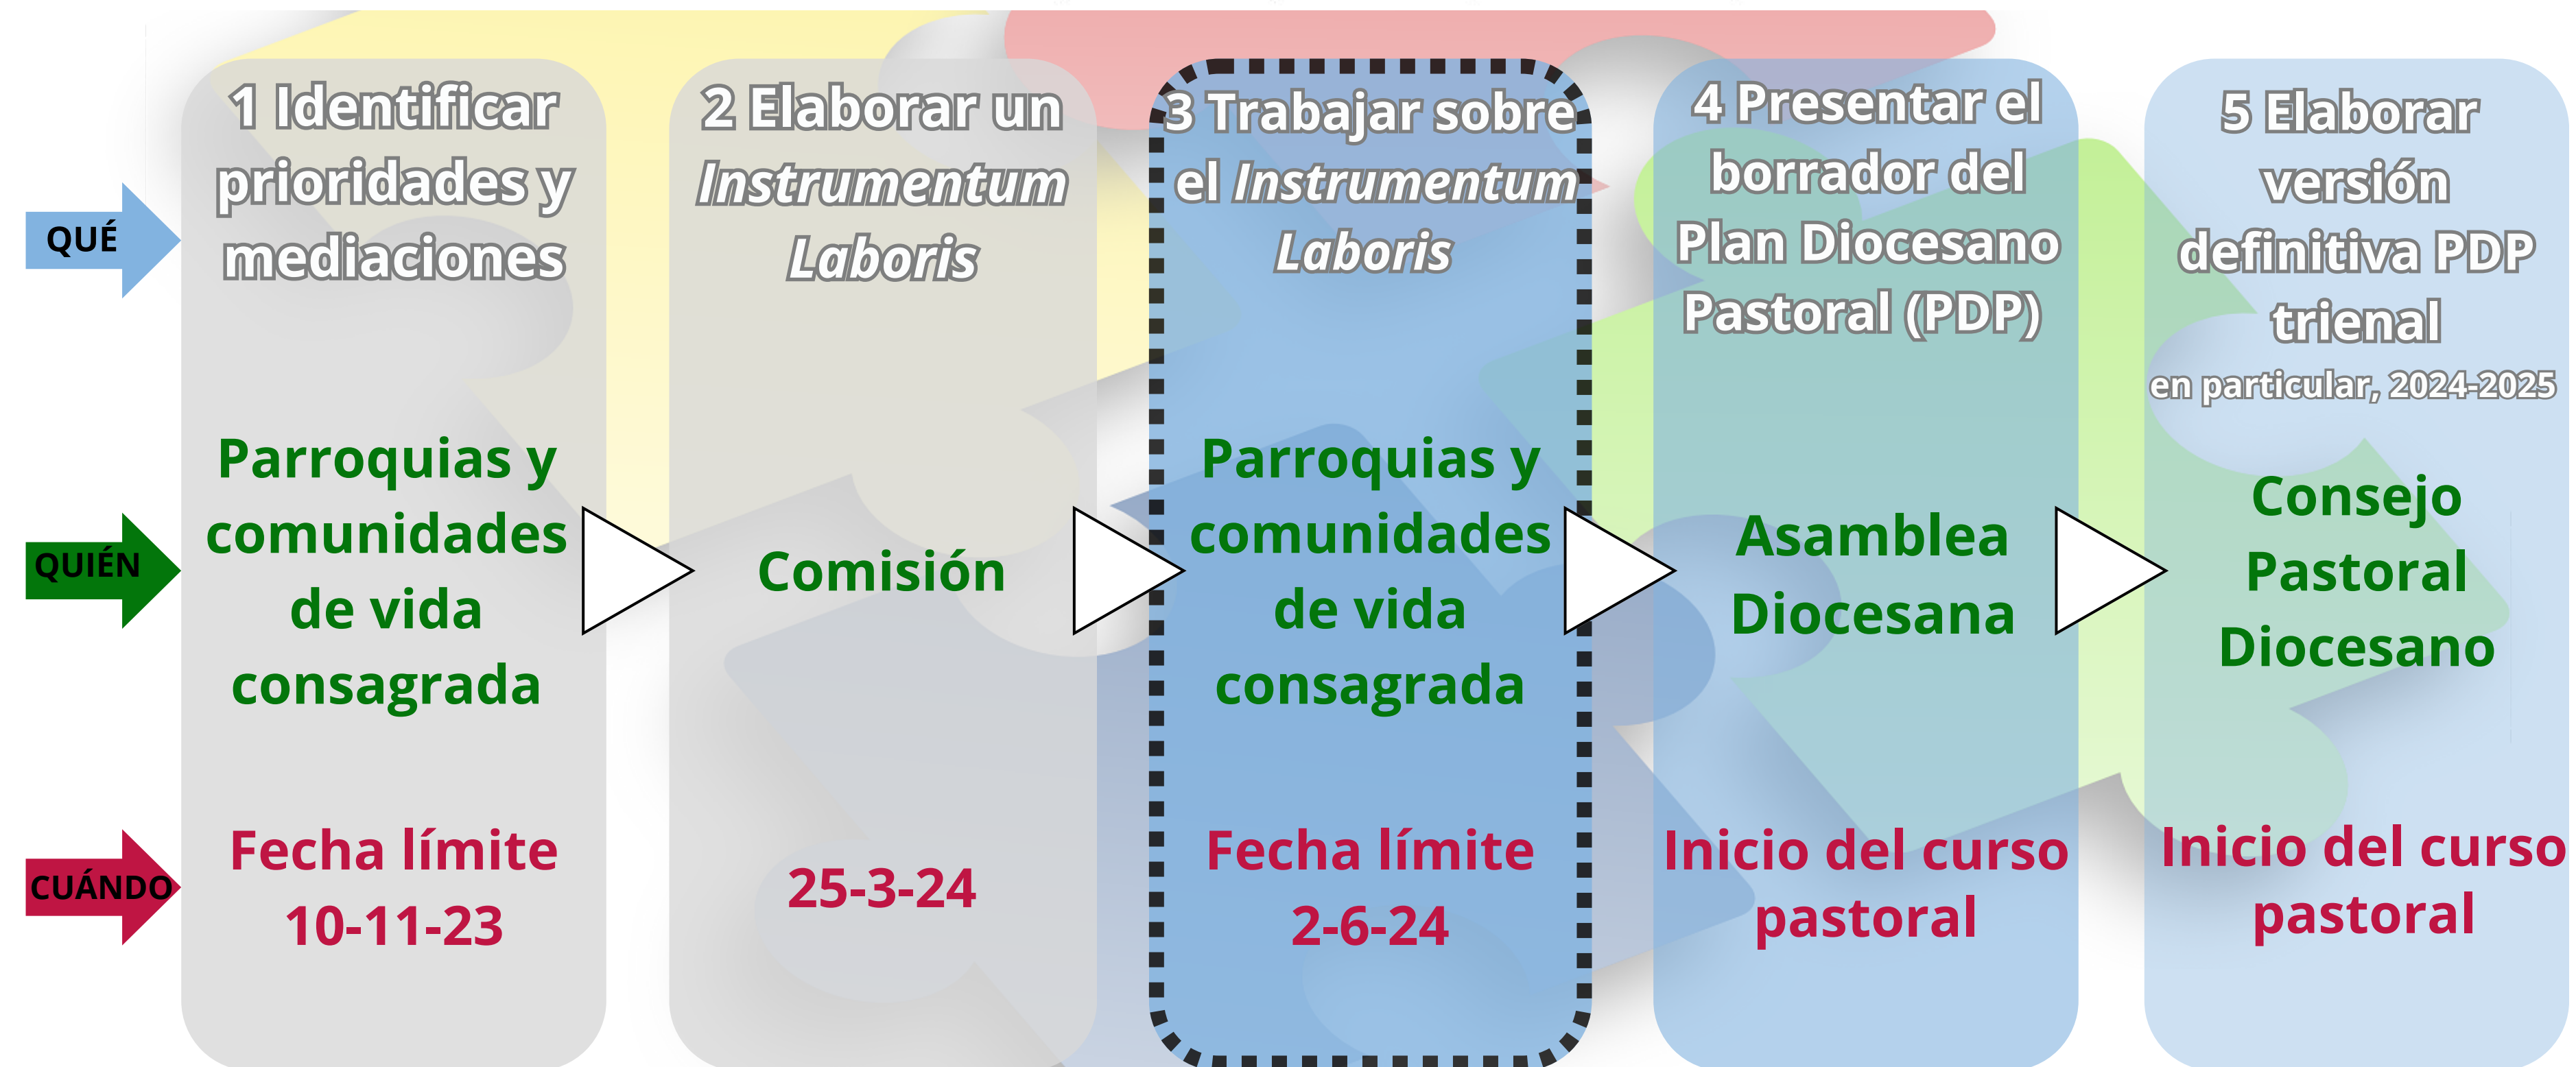 QUÉ
1 Identificar
prioridades y
mediaciones
2 Elaborar un
Instrumentum
Laboris
3 Trabajar sobre
el Instrumentum
Laboris
4 Presentar el
borrador del
Plan Diocesano
Pastoral (PDP)
5 Elaborar
versión
definitiva PDP
trienal
en particular, 2024-2025
QUIÉN
Parroquias y
comunidades
de vida
consagrada
Comisión
Parroquias y
comunidades
de vida
consagrada
Asamblea
Diocesana
Consejo
Pastoral
Diocesano
CUÁNDO
Fecha límite
10-11-23
25-3-24
Fecha límite
2-6-24
Inicio del curso
pastoral
Inicio del curso
pastoral